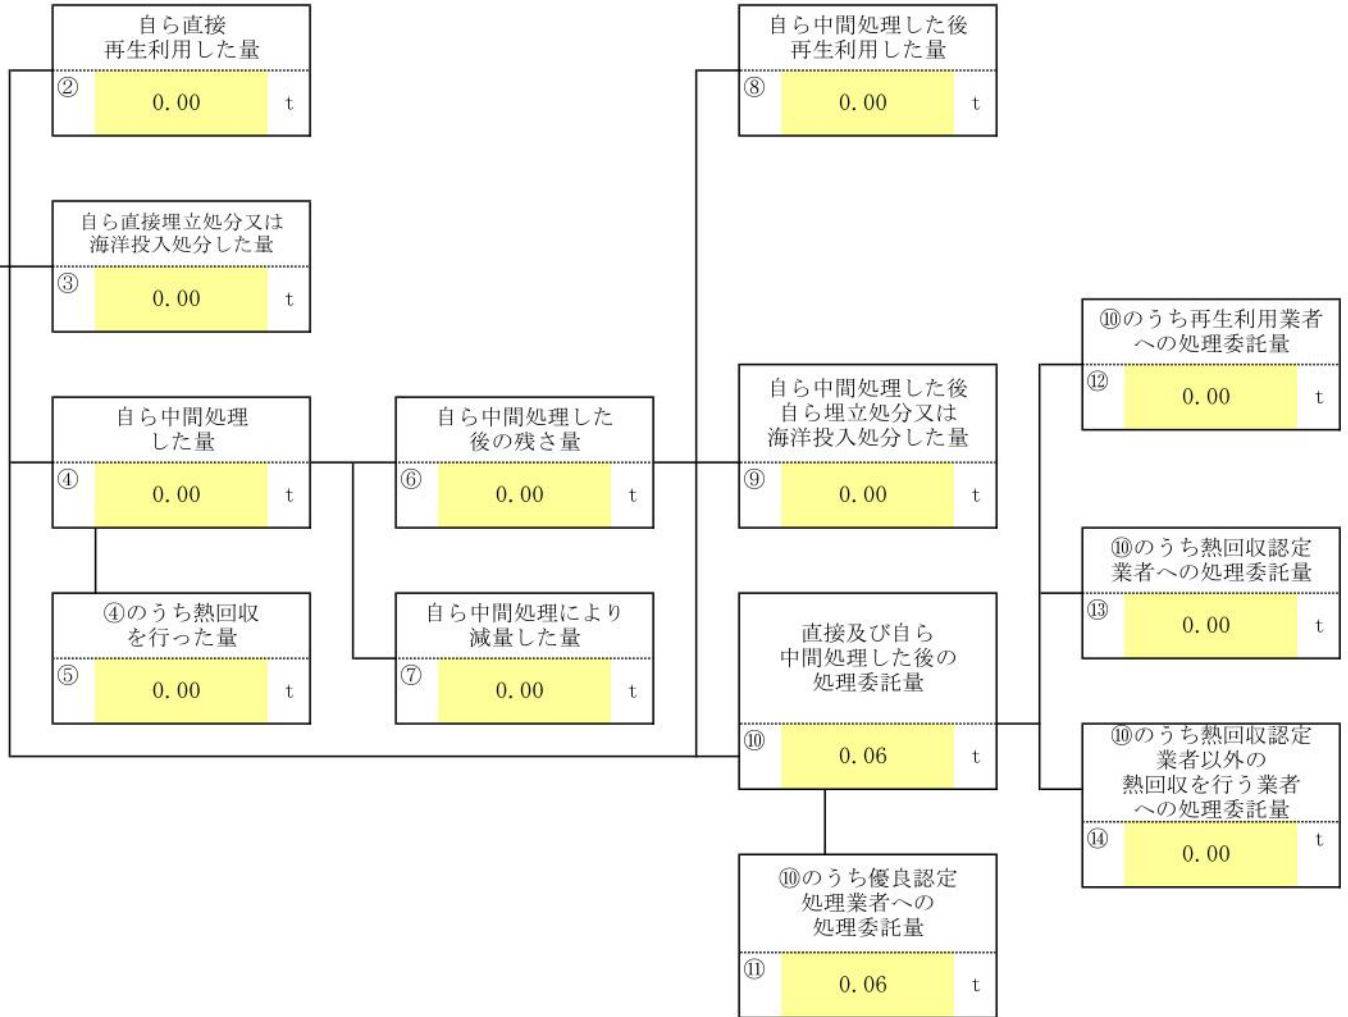 自ら直接
再生利用した量
② 0.00 t
自ら中間処理した後
再生利用した量
⑧ 0.00 t
自ら直接埋立処分又は
海洋投入処分した量
③ 0.00 t
⑩のうち再生利用業者
への処理委託量
⑫ 0.00 t
自ら中間処理
した量
④ 0.00 t
自ら中間処理した
後の残さ量
⑥ 0.00 t
自ら中間処理した後
自ら埋立処分又は
海洋投入処分した量
⑨ 0.00 t
⑩のうち熱回収認定
業者への処理委託量
⑬ 0.00 t
④のうち熱回収
を行った量
⑤ 0.00 t
自ら中間処理により
減量した量
⑦ 0.00 t
直接及び自ら
中間処理した後の
処理委託量
⑩ 0.06 t
⑩のうち熱回収認定
業者以外の
熱回収を行う業者
への処理委託量
⑭ 0.00 t
⑩のうち優良認定
処理業者への
処理委託量
⑪ 0.06 t